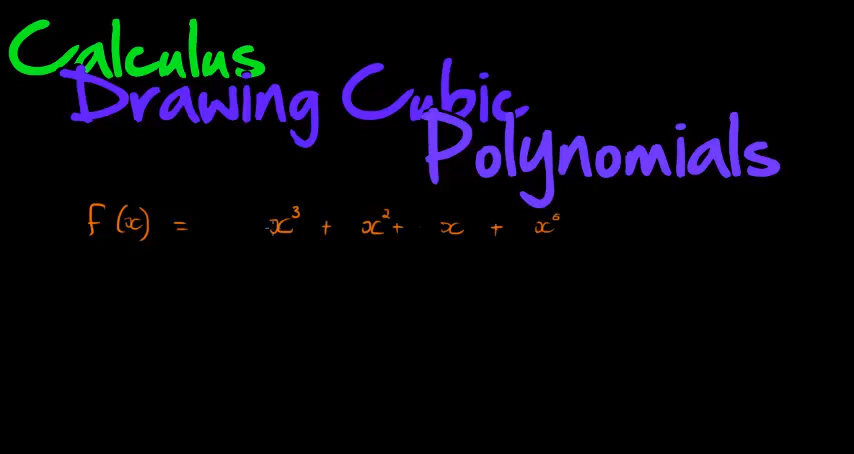 Calculus
Drawing Cubic
Polynomials
f(x) = x³ + x² + x + x⁰